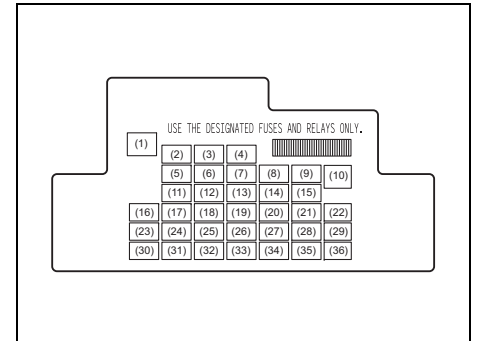 USE THE DESIGNATED FUSES AND RELAYS ONLY.
(1)
(2) (3) (4)
(5) (6) (7) (8) (9) (10)
(11) (12) (13) (14) (15)
(16) (17) (18) (19) (20) (21) (22)
(23) (24) (25) (26) (27) (28) (29)
(30) (31) (32) (33) (34) (35) (36)